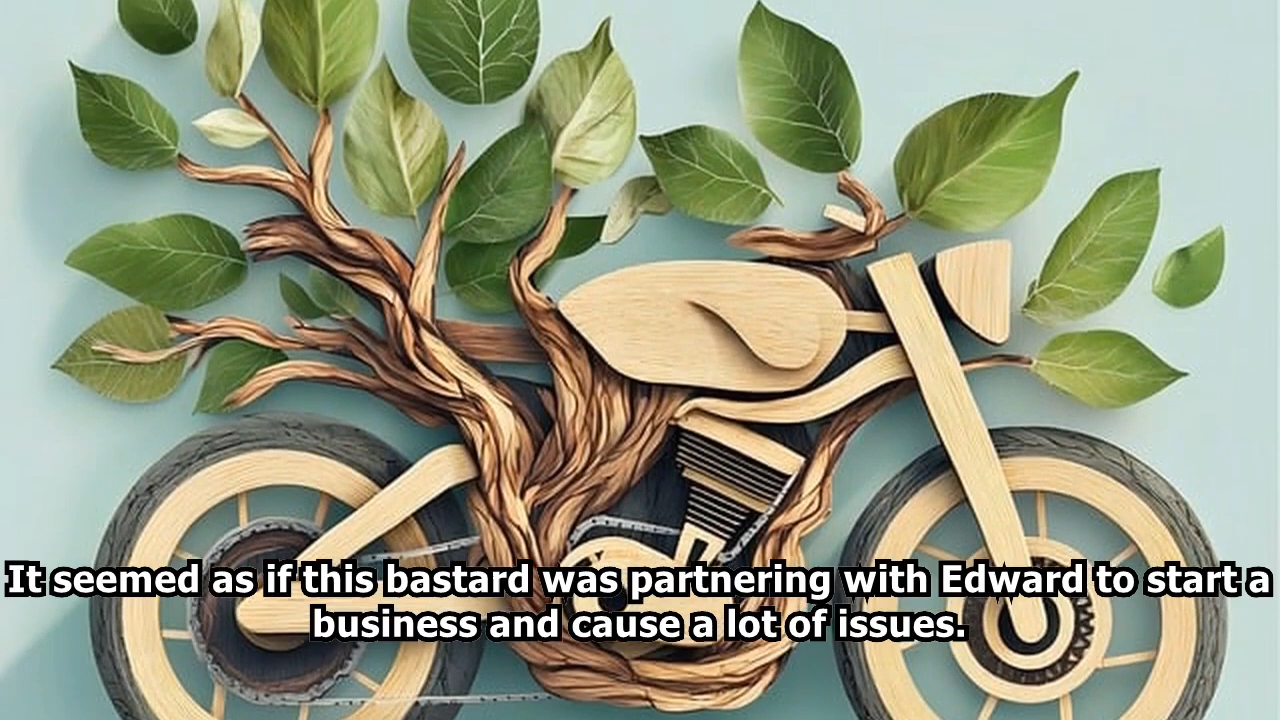 It seemed as if this bastard was partnering with Edward to start a
business and cause a lot of issues.